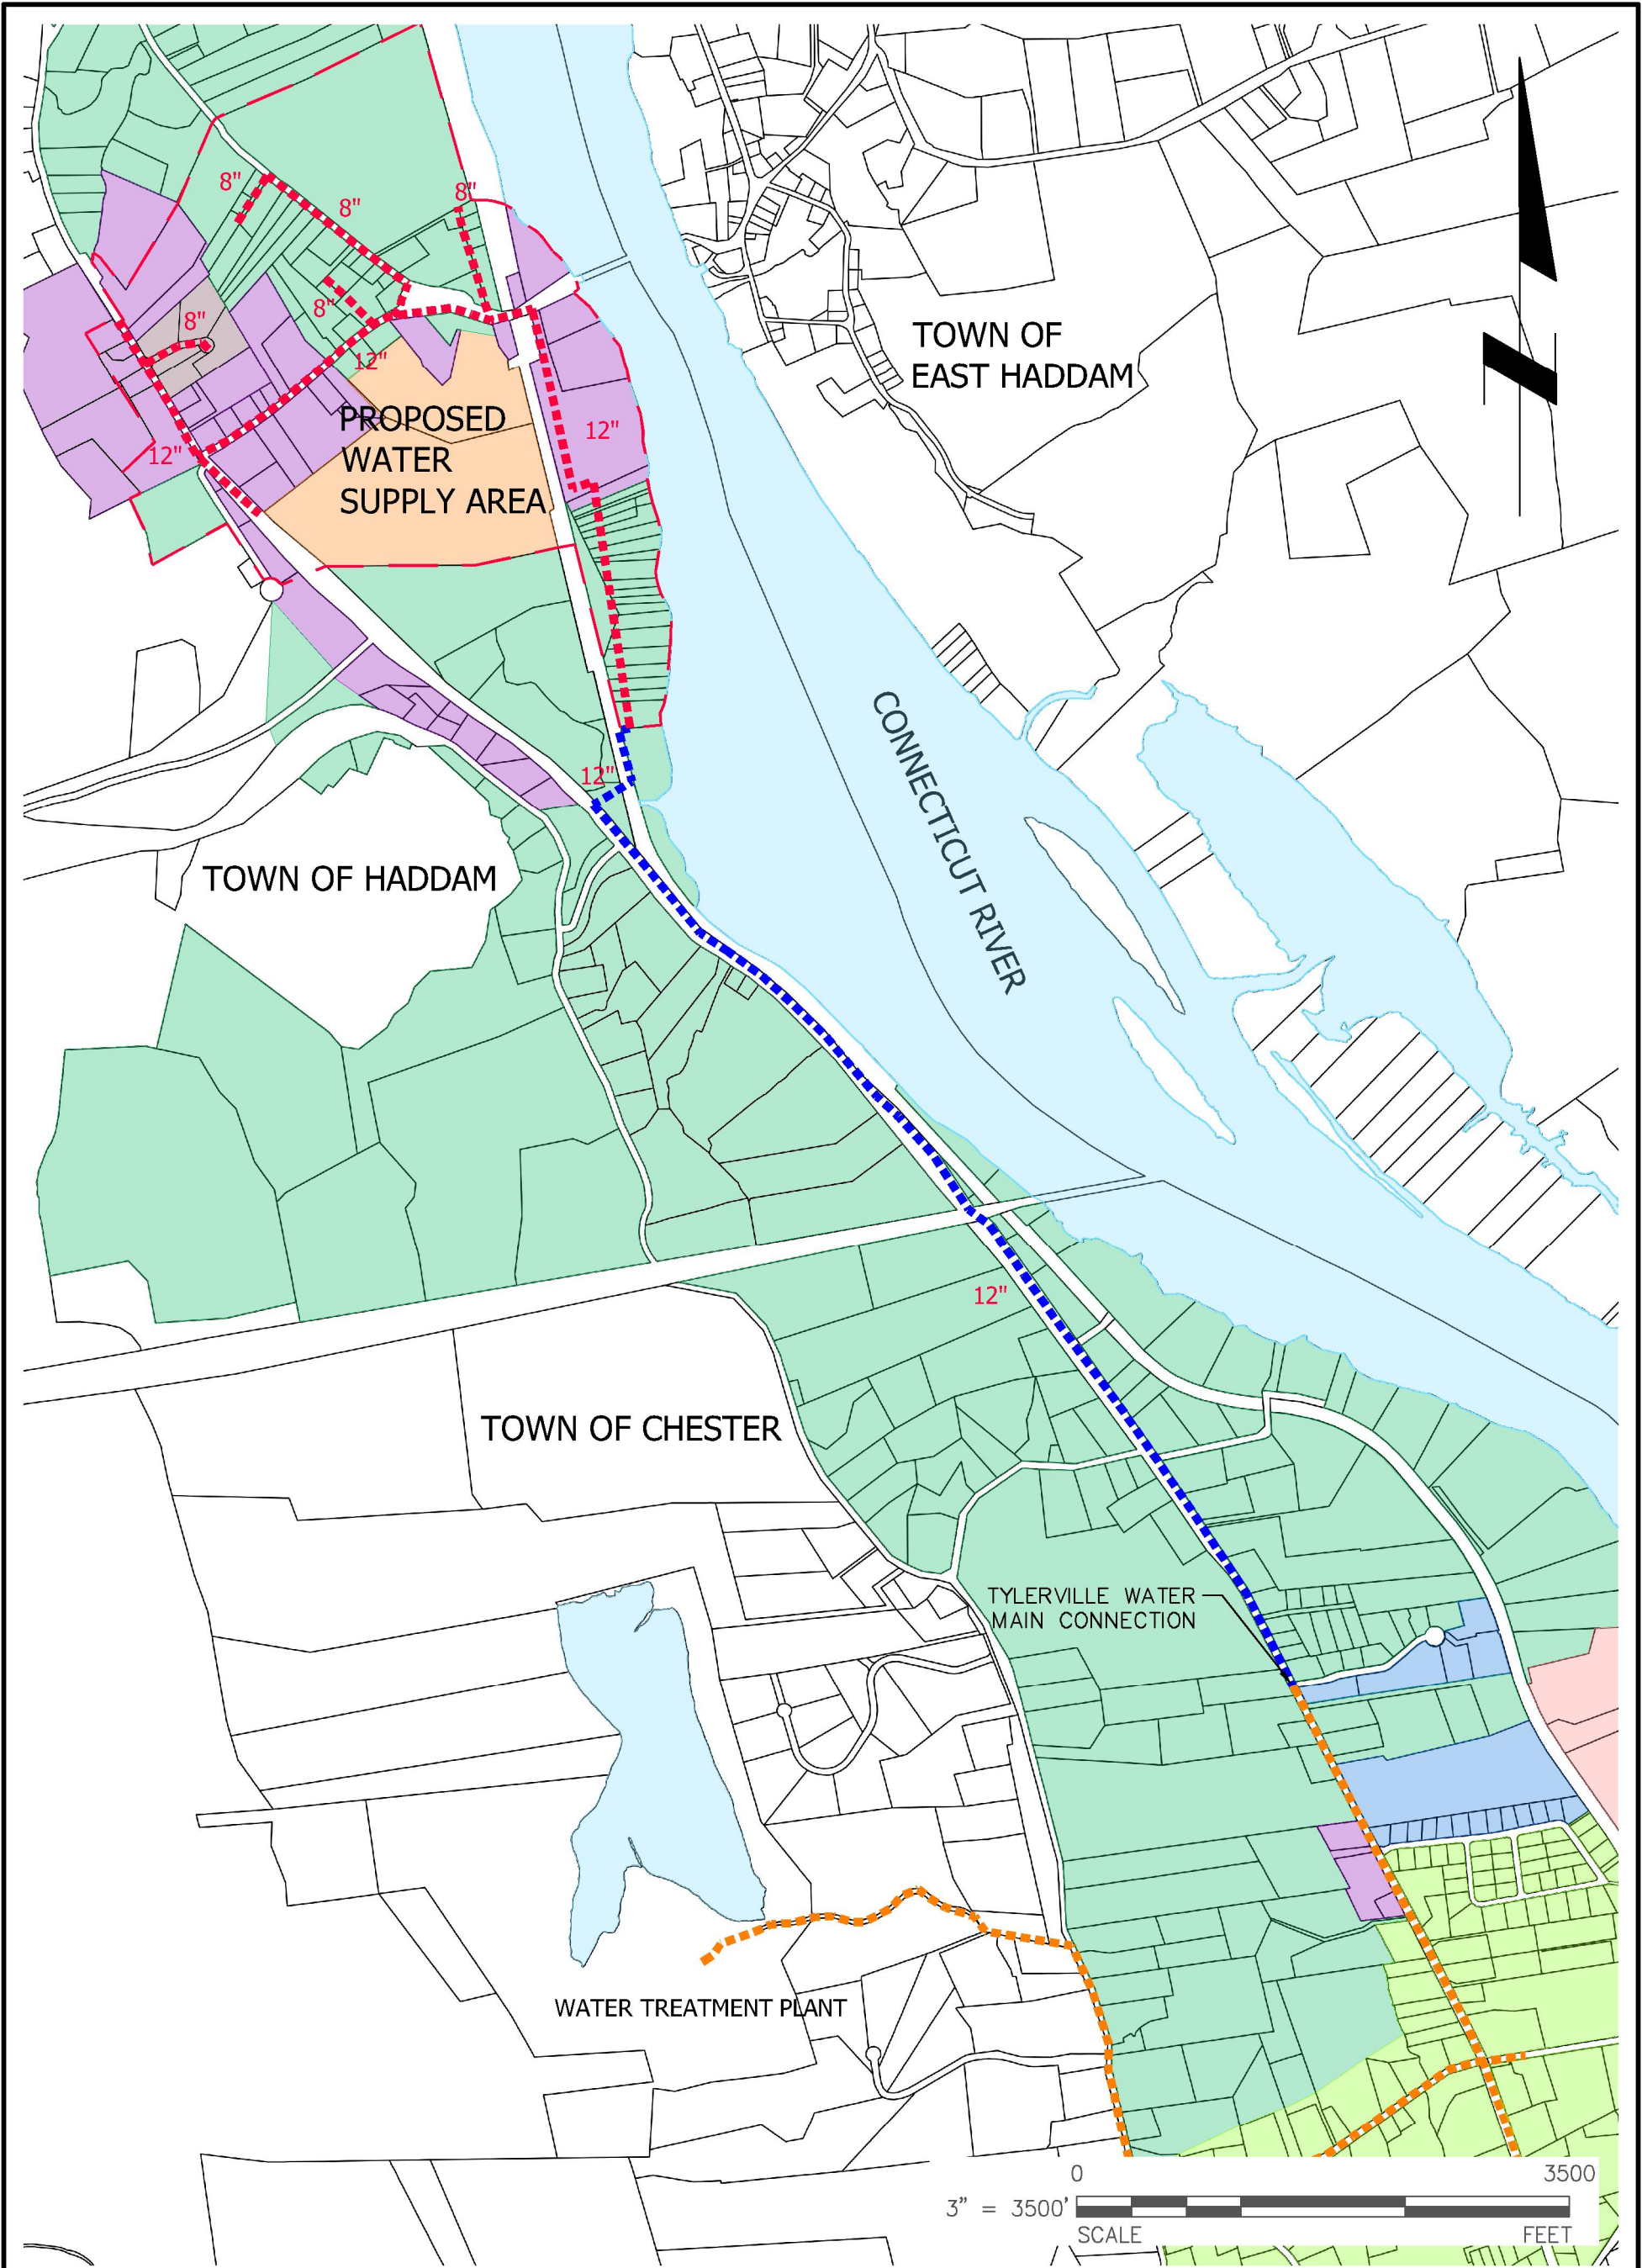 8"
8"
8"
8"
8"
12"
12"
12"
PROPOSED
WATER
SUPPLY AREA
TOWN OF
EAST HADDAM
12"
TOWN OF HADDAM
CONNECTICUT RIVER
12"
TOWN OF CHESTER
TYLERVILLE WATER
MAIN CONNECTION
WATER TREATMENT PLANT
0
3500
3" = 3500'
SCALE
FEET